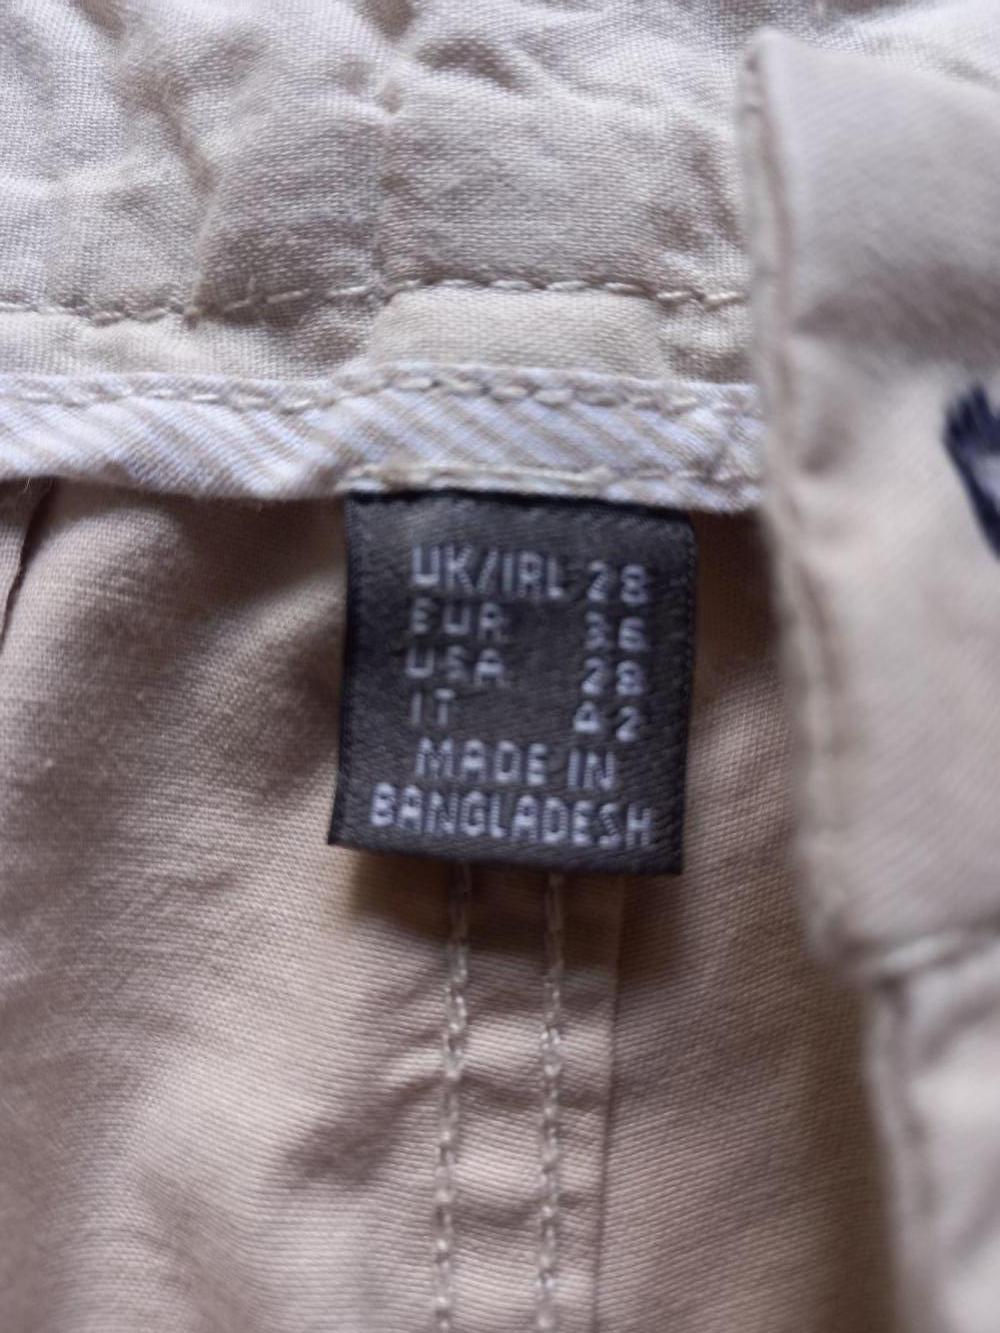 UK/IRL 28
EUR 36
USA 28
IT 42
MADE IN
BANGLADESH